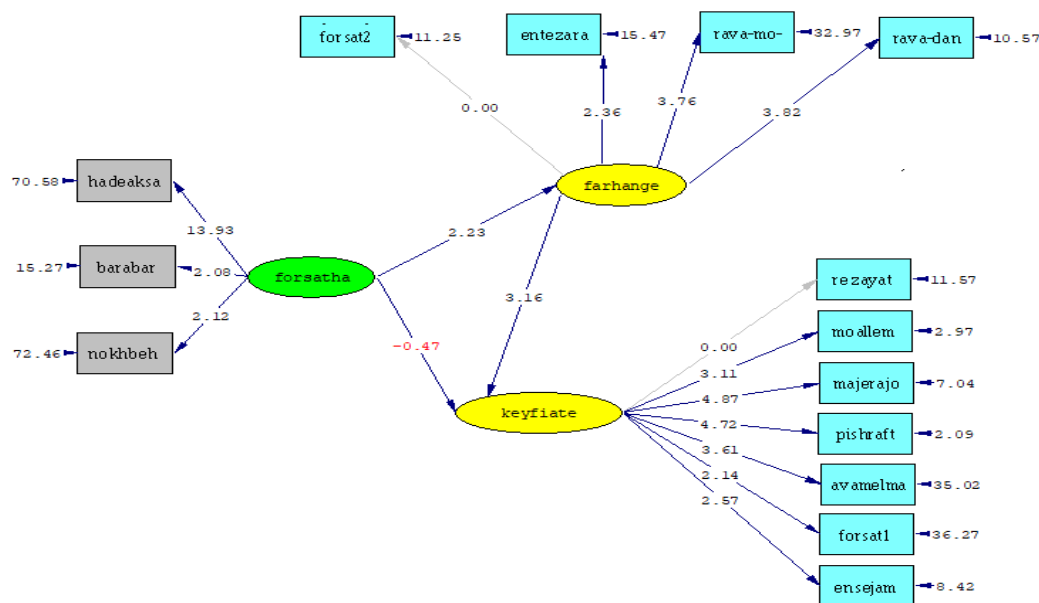 forsat2
11.25
entezara
15.47
rava-mo-
32.97
rava-dan
10.57
0.00
2.36
3.76
3.82
70.58
hadeaksa
farhange
13.93
2.23
15.27
barabar
2.08
forsatha
rezayat
11.57
2.12
3.16
moallem
2.97
72.46
nokhbeh
-0.47
0.00
3.11
majerajo
7.04
4.87
keyfiate
4.72
pishraft
2.09
3.61
2.14
avamelma
35.02
2.57
forsat1
36.27
ensejam
8.42